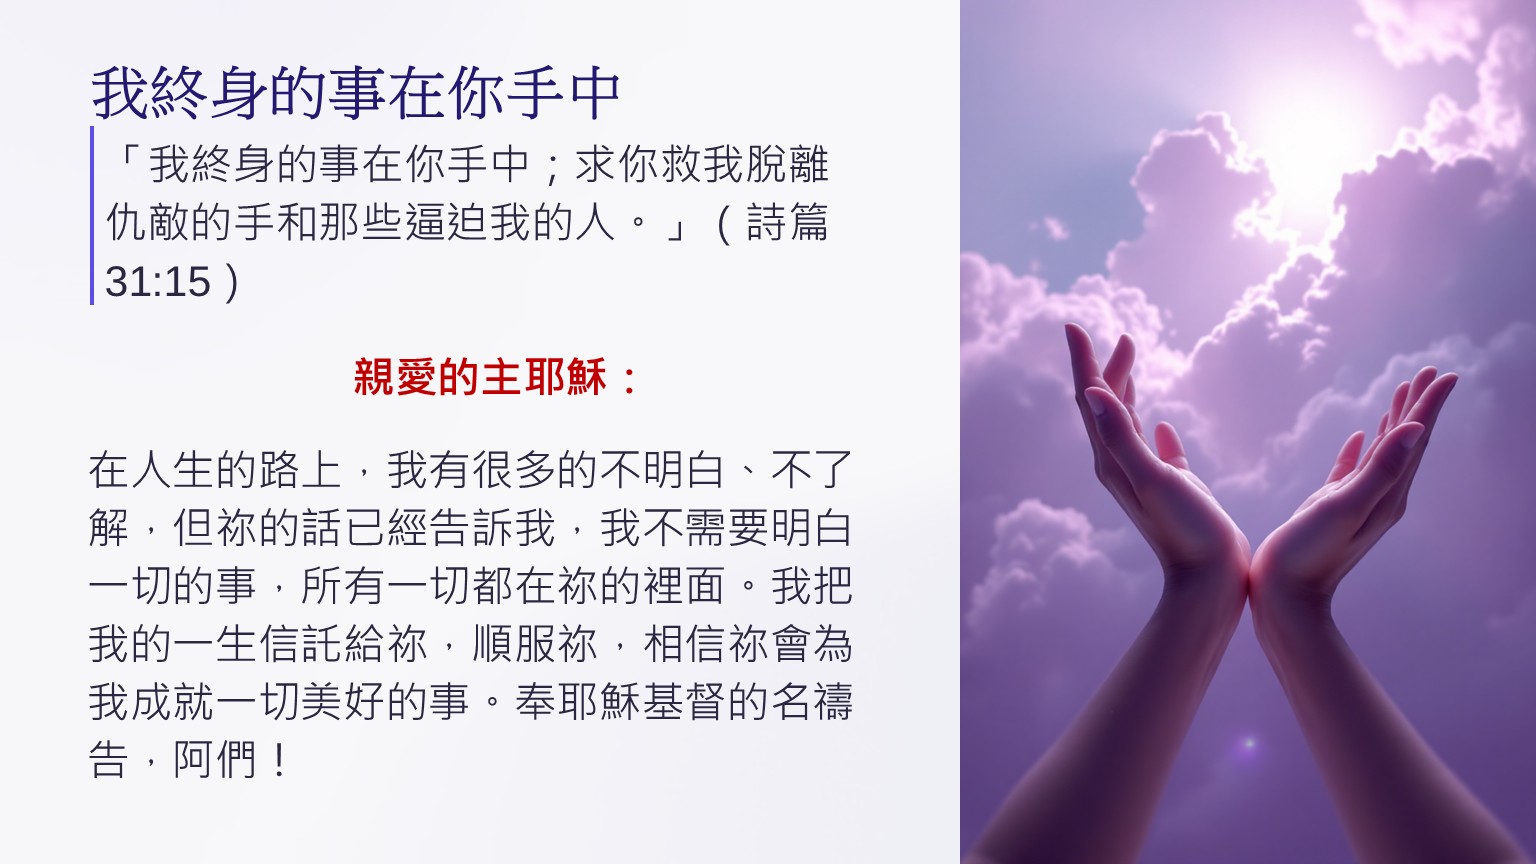 我終身的事在你手中
「我終身的事在你手中；求你救我脫離
仇敵的手和那些逼迫我的人。」（詩篇
31:15）
親愛的主耶穌：
在人生的路上，我有很多的不明白、不了
解，但祢的話已經告訴我，我不需要明白
一切的事，所有一切都在祢的裡面。我把
我的一生信託給祢，順服祢，相信祢會為
我成就一切美好的事。奉耶穌基督的名禱
告，阿們！